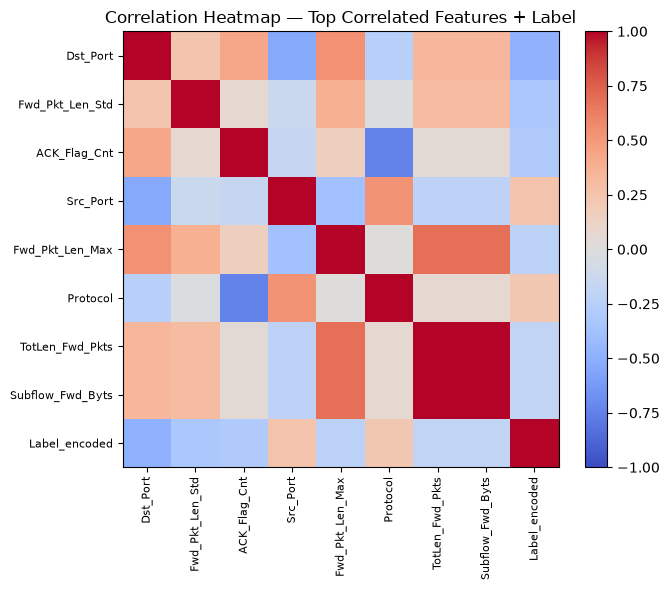 Correlation Heatmap — Top Correlated Features + Label
Dst_Port
Fwd_Pkt_Len_Std
ACK_Flag_Cnt
Src_Port
Fwd_Pkt_Len_Max
Protocol
TotLen_Fwd_Pkts
Subflow_Fwd_Byts
Label_encoded
Dst_Port
Fwd_Pkt_Len_Std
ACK_Flag_Cnt
Src_Port
Fwd_Pkt_Len_Max
Protocol
TotLen_Fwd_Pkts
Subflow_Fwd_Byts
Label_encoded
1.00
0.75
0.50
0.25
0.00
−0.25
−0.50
−0.75
−1.00